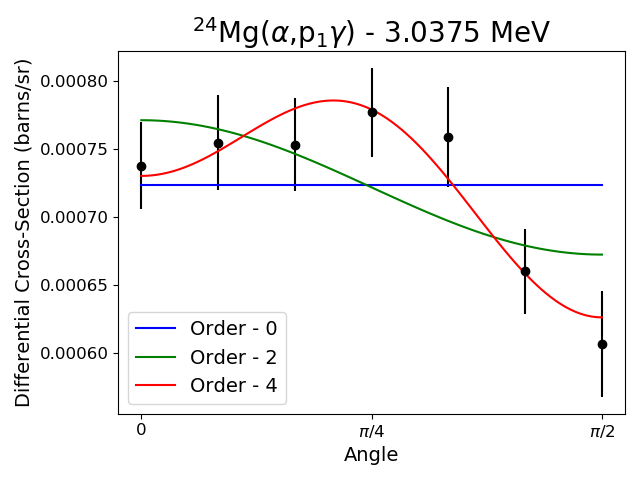 ²⁴Mg(α,p₁γ) - 3.0375 MeV
Differential Cross-Section (barns/sr)
0.00080
0.00075
0.00070
0.00065
0.00060
Order - 0
Order - 2
Order - 4
0
π/4
π/2
Angle